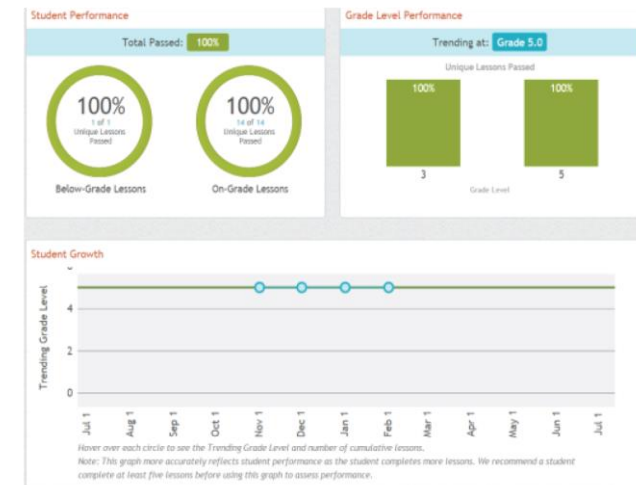 Student Performance
Total Passed: 100%
100%
1 of 1
Unique Lessons
Passed
Below-Grade Lessons
100%
14 of 14
Unique Lessons
Passed
On-Grade Lessons
Grade Level Performance
Trending at: Grade 5.0
Unique Lessons Passed
100%
100%
3
5
Grade Level
Student Growth
Trending Grade Level
4
2
0
Jul 1
Aug 1
Sep 1
Oct 1
Nov 1
Dec 1
Jan 1
Feb 1
Mar 1
Apr 1
May 1
Jun 1
Jul 1
Hover over each circle to see the Trending Grade Level and number of cumulative lessons.
Note: This graph more accurately reflects student performance as the student completes more lessons. We recommend a student
complete at least five lessons before using this graph to assess performance.